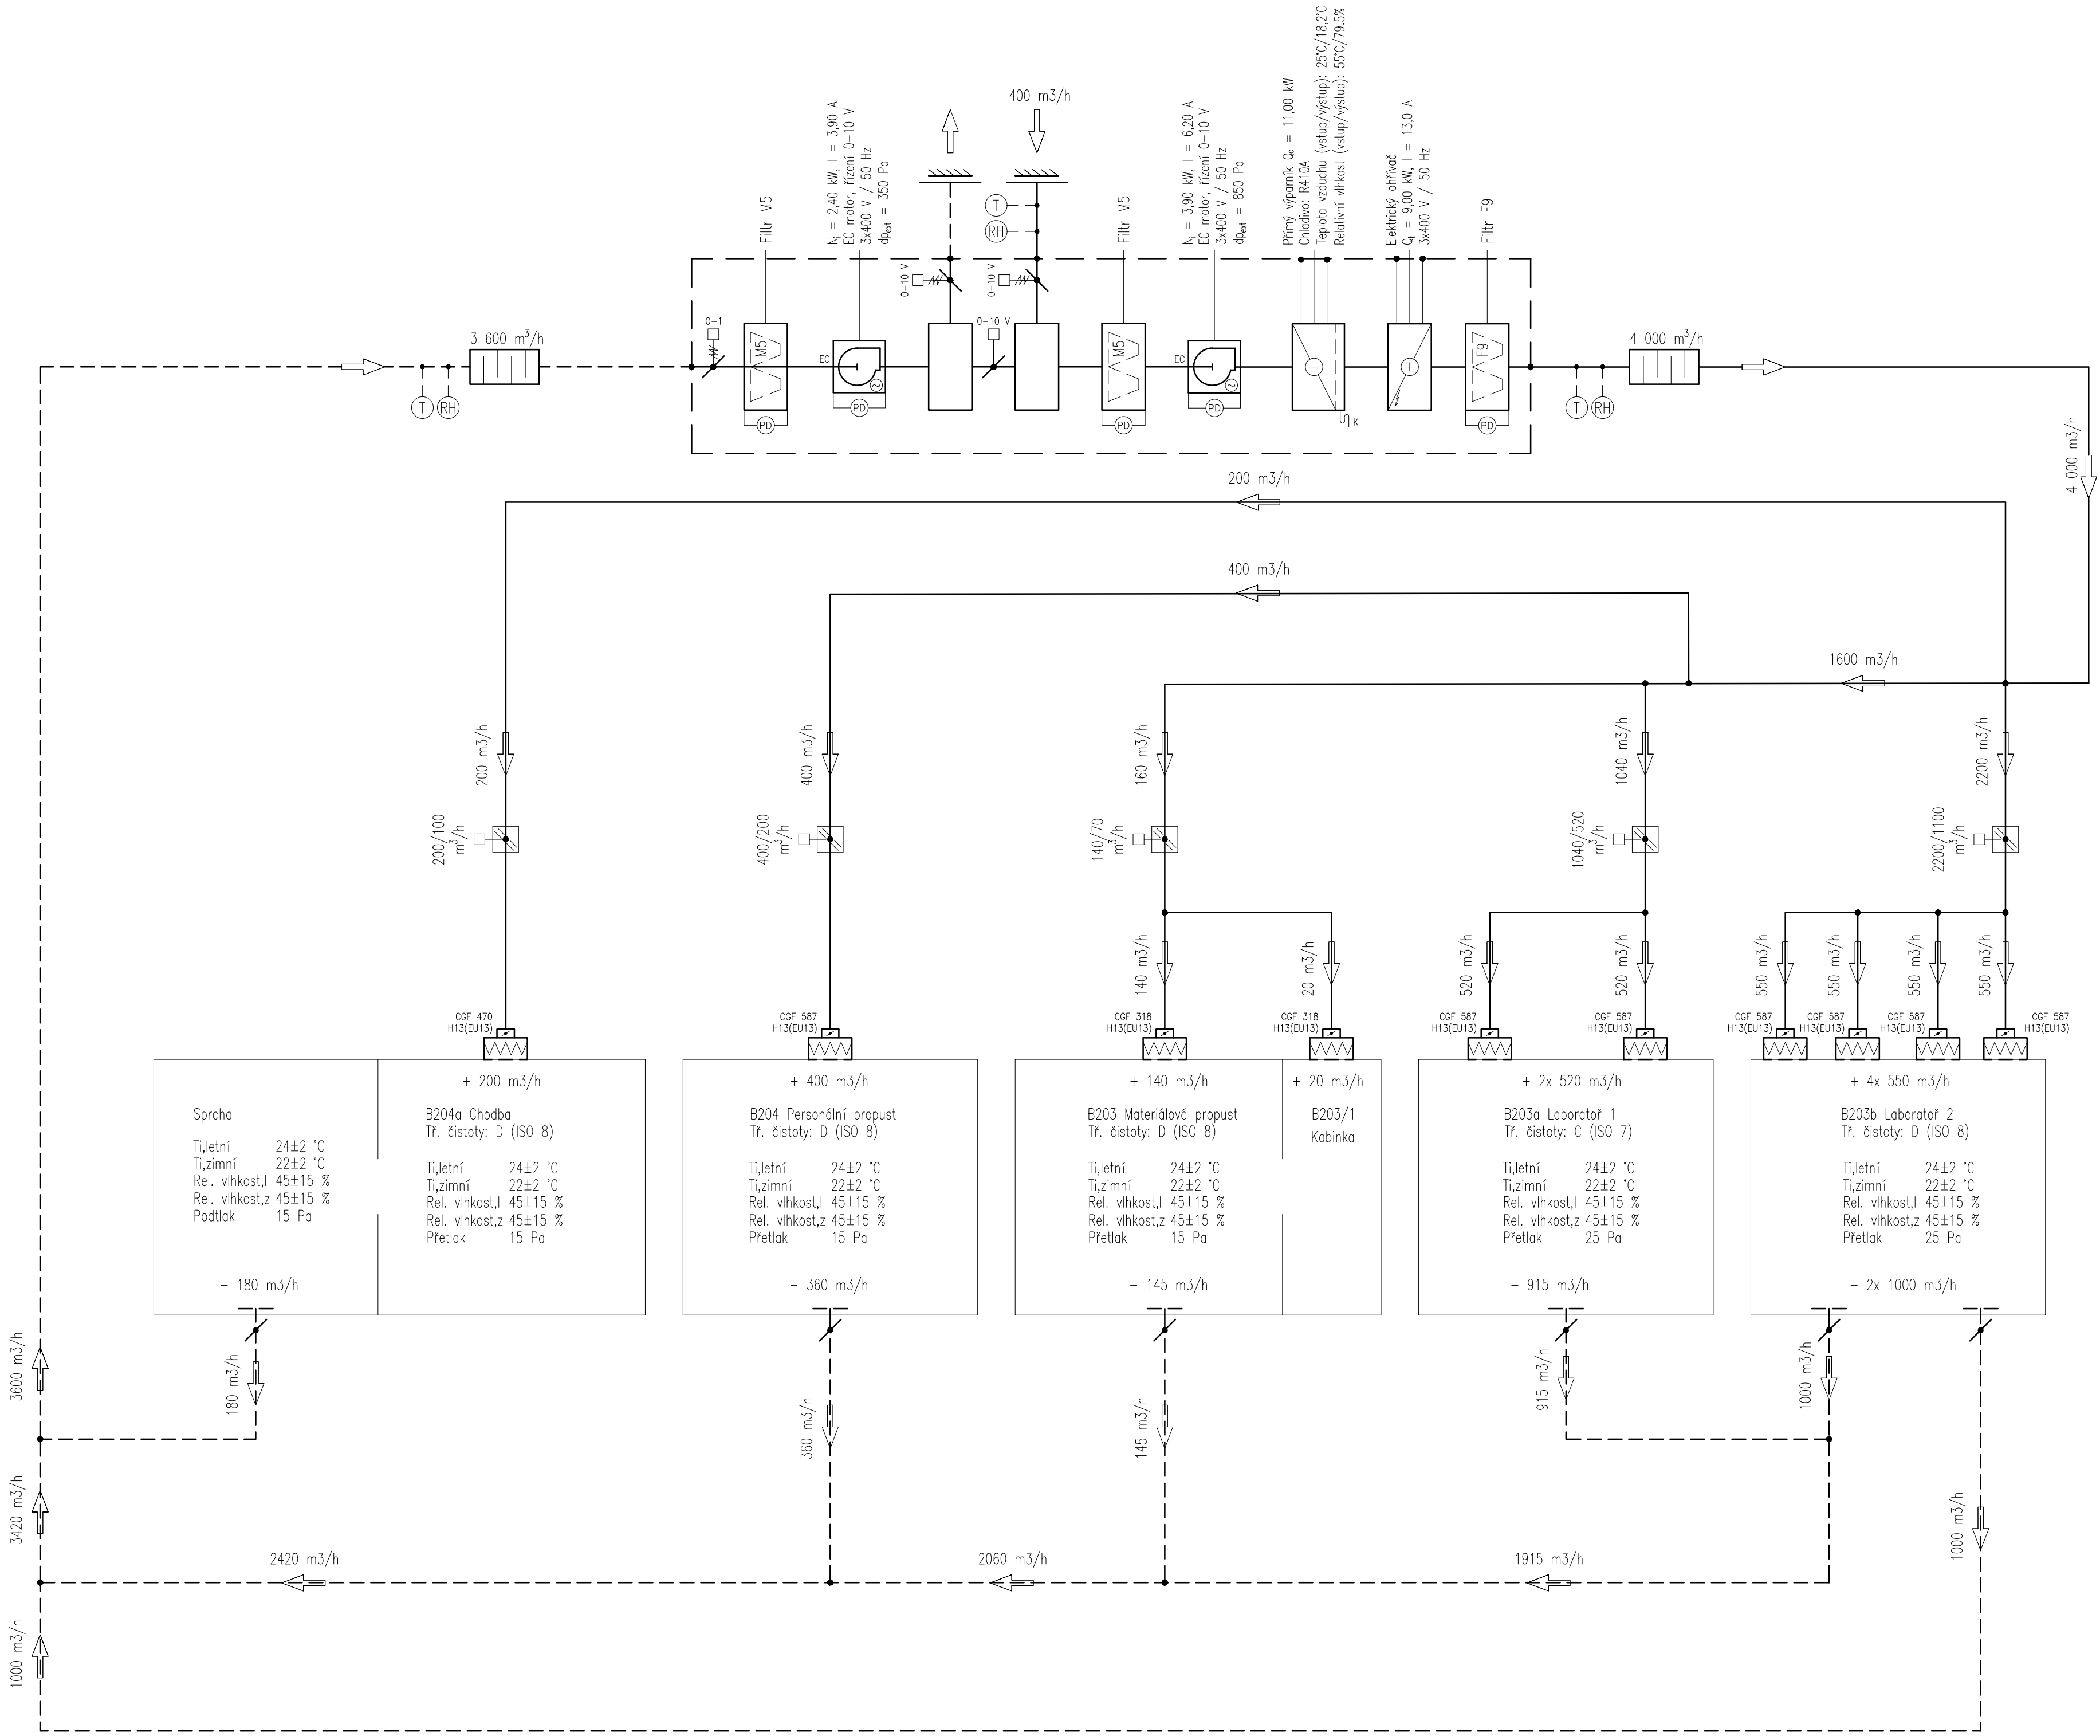 400 m3/h
Filtr M5
Nᵢ = 2,40 kW, I = 3,90 A
EC motor, řízení 0-10 V
3x400 V / 50 Hz
dpext = 350 Pa
Filtr M5
Nᵢ = 3,90 kW, I = 6,20 A
EC motor, řízení 0-10 V
3x400 V / 50 Hz
dpext = 850 Pa
Přímý výparník Qc = 11,00 kW
Chladivo: R410A
Teplota vzduchu (vstup/výstup): 25°C/18,2°C
Relativní vlhkost (vstup/výstup): 55°C/79.5%
Elektrický ohřívač
Qt = 9,00 kW, I = 13,0 A
3x400 V / 50 Hz
Filtr F9
T
RH
0-10 V
0-10 V
3 600 m³/h
0-1
M5
EC
0-10 V
M5
EC
F9
4 000 m³/h
T
RH
PD
PD
PD
PD
K
PD
T
RH
4 000 m3/h
200 m3/h
400 m3/h
1600 m3/h
200 m3/h
400 m3/h
160 m3/h
1040 m3/h
2200 m3/h
200/100
m³/h
400/200
m³/h
140/70
m³/h
1040/520
m³/h
2200/1100
m³/h
140 m3/h
20 m3/h
520 m3/h
520 m3/h
550 m3/h
550 m3/h
550 m3/h
550 m3/h
CGF 470
H13(EU13)
CGF 587
H13(EU13)
CGF 318
H13(EU13)
CGF 318
H13(EU13)
CGF 587
H13(EU13)
CGF 587
H13(EU13)
CGF 587
H13(EU13)
CGF 587
H13(EU13)
CGF 587
H13(EU13)
CGF 587
H13(EU13)
Sprcha
Ti,letní 24±2 °C
Ti,zimní 22±2 °C
Rel. vlhkost,l 45±15 %
Rel. vlhkost,z 45±15 %
Podtlak 15 Pa
- 180 m3/h
+ 200 m3/h
B204a Chodba
Tř. čistoty: D (ISO 8)
Ti,letní 24±2 °C
Ti,zimní 22±2 °C
Rel. vlhkost,l 45±15 %
Rel. vlhkost,z 45±15 %
Přetlak 15 Pa
+ 400 m3/h
B204 Personální propust
Tř. čistoty: D (ISO 8)
Ti,letní 24±2 °C
Ti,zimní 22±2 °C
Rel. vlhkost,l 45±15 %
Rel. vlhkost,z 45±15 %
Přetlak 15 Pa
- 360 m3/h
+ 140 m3/h
B203 Materiálová propust
Tř. čistoty: D (ISO 8)
Ti,letní 24±2 °C
Ti,zimní 22±2 °C
Rel. vlhkost,l 45±15 %
Rel. vlhkost,z 45±15 %
Přetlak 15 Pa
- 145 m3/h
+ 20 m3/h
B203/1
Kabinka
+ 2x 520 m3/h
B203a Laboratoř 1
Tř. čistoty: C (ISO 7)
Ti,letní 24±2 °C
Ti,zimní 22±2 °C
Rel. vlhkost,l 45±15 %
Rel. vlhkost,z 45±15 %
Přetlak 25 Pa
- 915 m3/h
+ 4x 550 m3/h
B203b Laboratoř 2
Tř. čistoty: D (ISO 8)
Ti,letní 24±2 °C
Ti,zimní 22±2 °C
Rel. vlhkost,l 45±15 %
Rel. vlhkost,z 45±15 %
Přetlak 25 Pa
- 2x 1000 m3/h
3600 m3/h
180 m3/h
360 m3/h
145 m3/h
915 m3/h
1000 m3/h
3420 m3/h
1000 m3/h
2420 m3/h
2060 m3/h
1915 m3/h
1000 m3/h